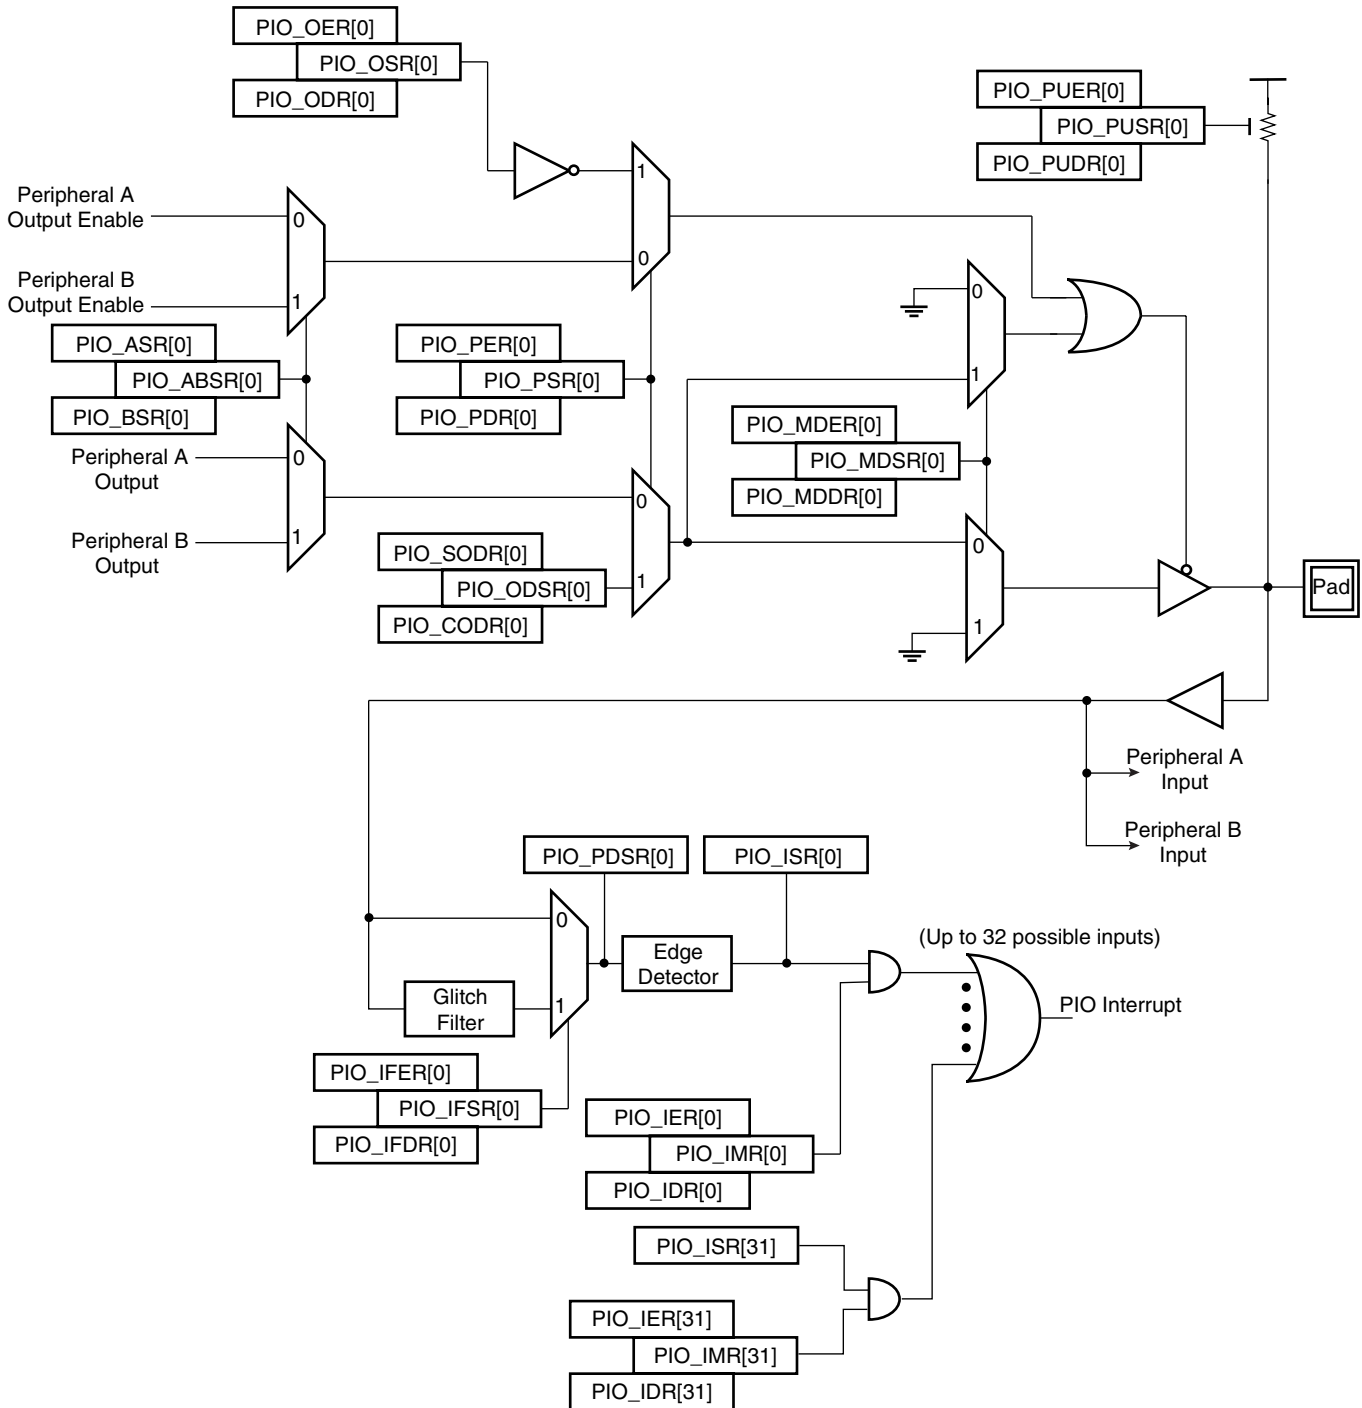 PIO_OER[0]
PIO_OSR[0]
PIO_ODR[0]
PIO_PUER[0]
PIO_PUSR[0]
PIO_PUDR[0]
1
0
Peripheral A
Output Enable
0
Peripheral B
Output Enable
1
0
1
PIO_ASR[0]
PIO_ABSR[0]
PIO_BSR[0]
PIO_PER[0]
PIO_PSR[0]
PIO_PDR[0]
PIO_MDER[0]
PIO_MDSR[0]
PIO_MDDR[0]
Peripheral A
Output
0
Peripheral B
Output
1
0
1
PIO_SODR[0]
PIO_ODSR[0]
PIO_CODR[0]
0
1
Pad
Peripheral A
Input
Peripheral B
Input
PIO_PDSR[0]
PIO_ISR[0]
0
1
Glitch
Filter
Edge
Detector
(Up to 32 possible inputs)
PIO Interrupt
PIO_IFER[0]
PIO_IFSR[0]
PIO_IFDR[0]
PIO_IER[0]
PIO_IMR[0]
PIO_IDR[0]
PIO_ISR[31]
PIO_IER[31]
PIO_IMR[31]
PIO_IDR[31]